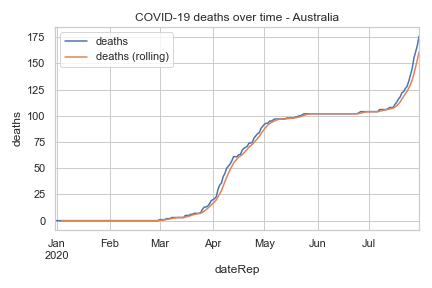 COVID-19 deaths over time - Australia
deaths
deaths (rolling)
175
150
125
100
75
50
25
0
deaths
Jan Feb Mar Apr May Jun Jul
2020
dateRep